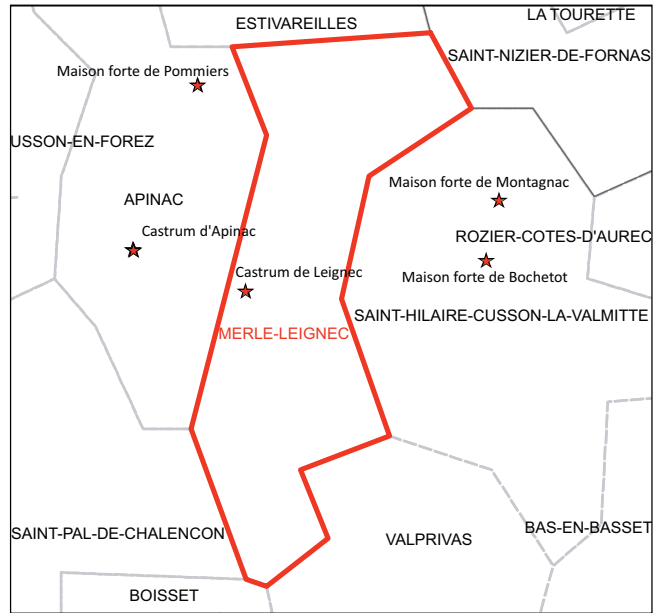 ESTIVAREILLES
LA TOURETTE
SAINT-NIZIER-DE-FORNAS
Maison forte de Pommiers
USSON-EN-FOREZ
Maison forte de Montagnac
APINAC
Castrum d'Apinac
ROZIER-COTES-D'AUREC
Castrum de Leignec
Maison forte de Bochetot
SAINT-HILAIRE-CUSSON-LA-VALMITTE
MERLE-LEIGNEC
SAINT-PAL-DE-CHALENCON
VALPRIVAS
BAS-EN-BASSET
BOISSET